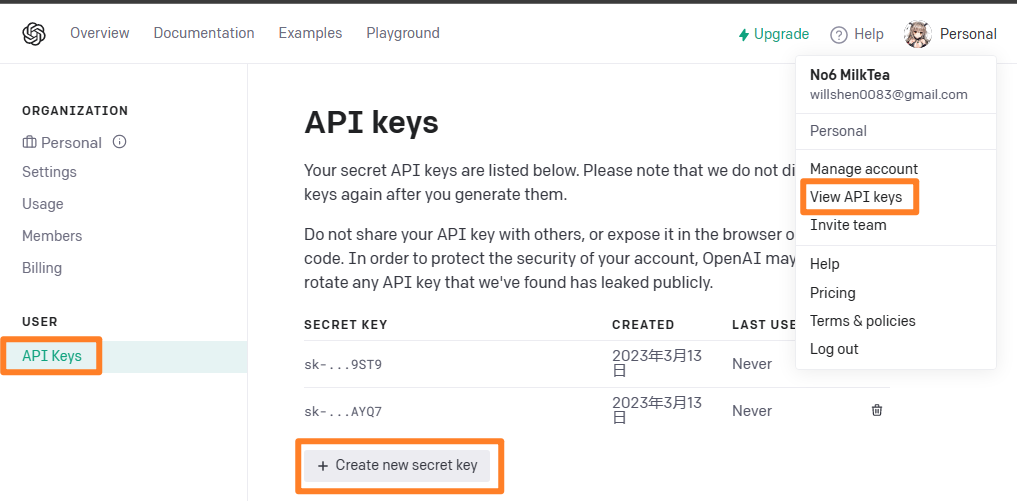 Overview Documentation Examples Playground Upgrade Help Personal
No6 MilkTea
willshen0083@gmail.com
Personal
Manage account
View API keys
Invite team
Help
Pricing
Terms & policies
Log out
ORGANIZATION
Personal
Settings
Usage
Members
Billing
USER
API Keys
API keys
Your secret API keys are listed below. Please note that we do not di
keys again after you generate them.
Do not share your API key with others, or expose it in the browser o
code. In order to protect the security of your account, OpenAI may
rotate any API key that we've found has leaked publicly.
SECRET KEY CREATED LAST USE
sk-...9ST9 2023年3月13 Never
日
sk-...AYQ7 2023年3月13 Never
日
+ Create new secret key